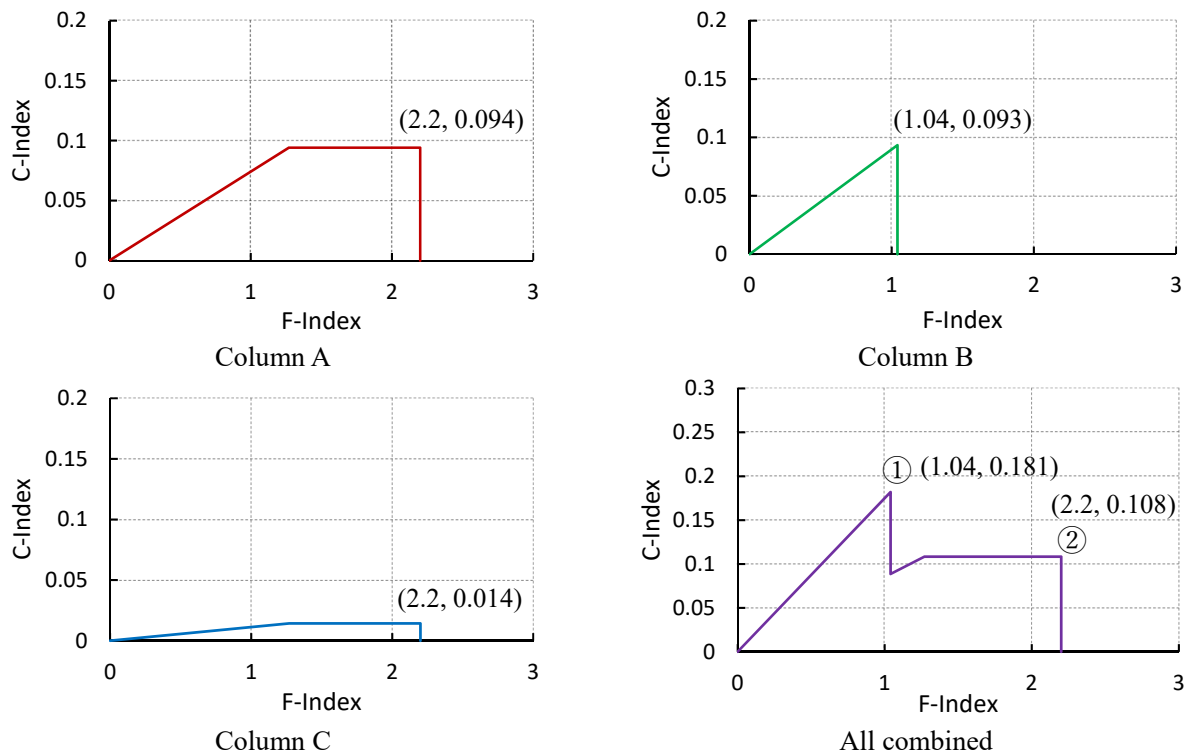 0.2
0.15
0.1
0.05
0
C-Index
(2.2, 0.094)
0 1 2 3
F-Index
Column A
0.2
0.15
0.1
0.05
0
C-Index
(1.04, 0.093)
0 1 2 3
F-Index
Column B
0.2
0.15
0.1
0.05
0
C-Index
(2.2, 0.014)
0 1 2 3
F-Index
Column C
0.3
0.25
0.2
0.15
0.1
0.05
0
C-Index
① (1.04, 0.181)
(2.2, 0.108)
②
0 1 2 3
F-Index
All combined